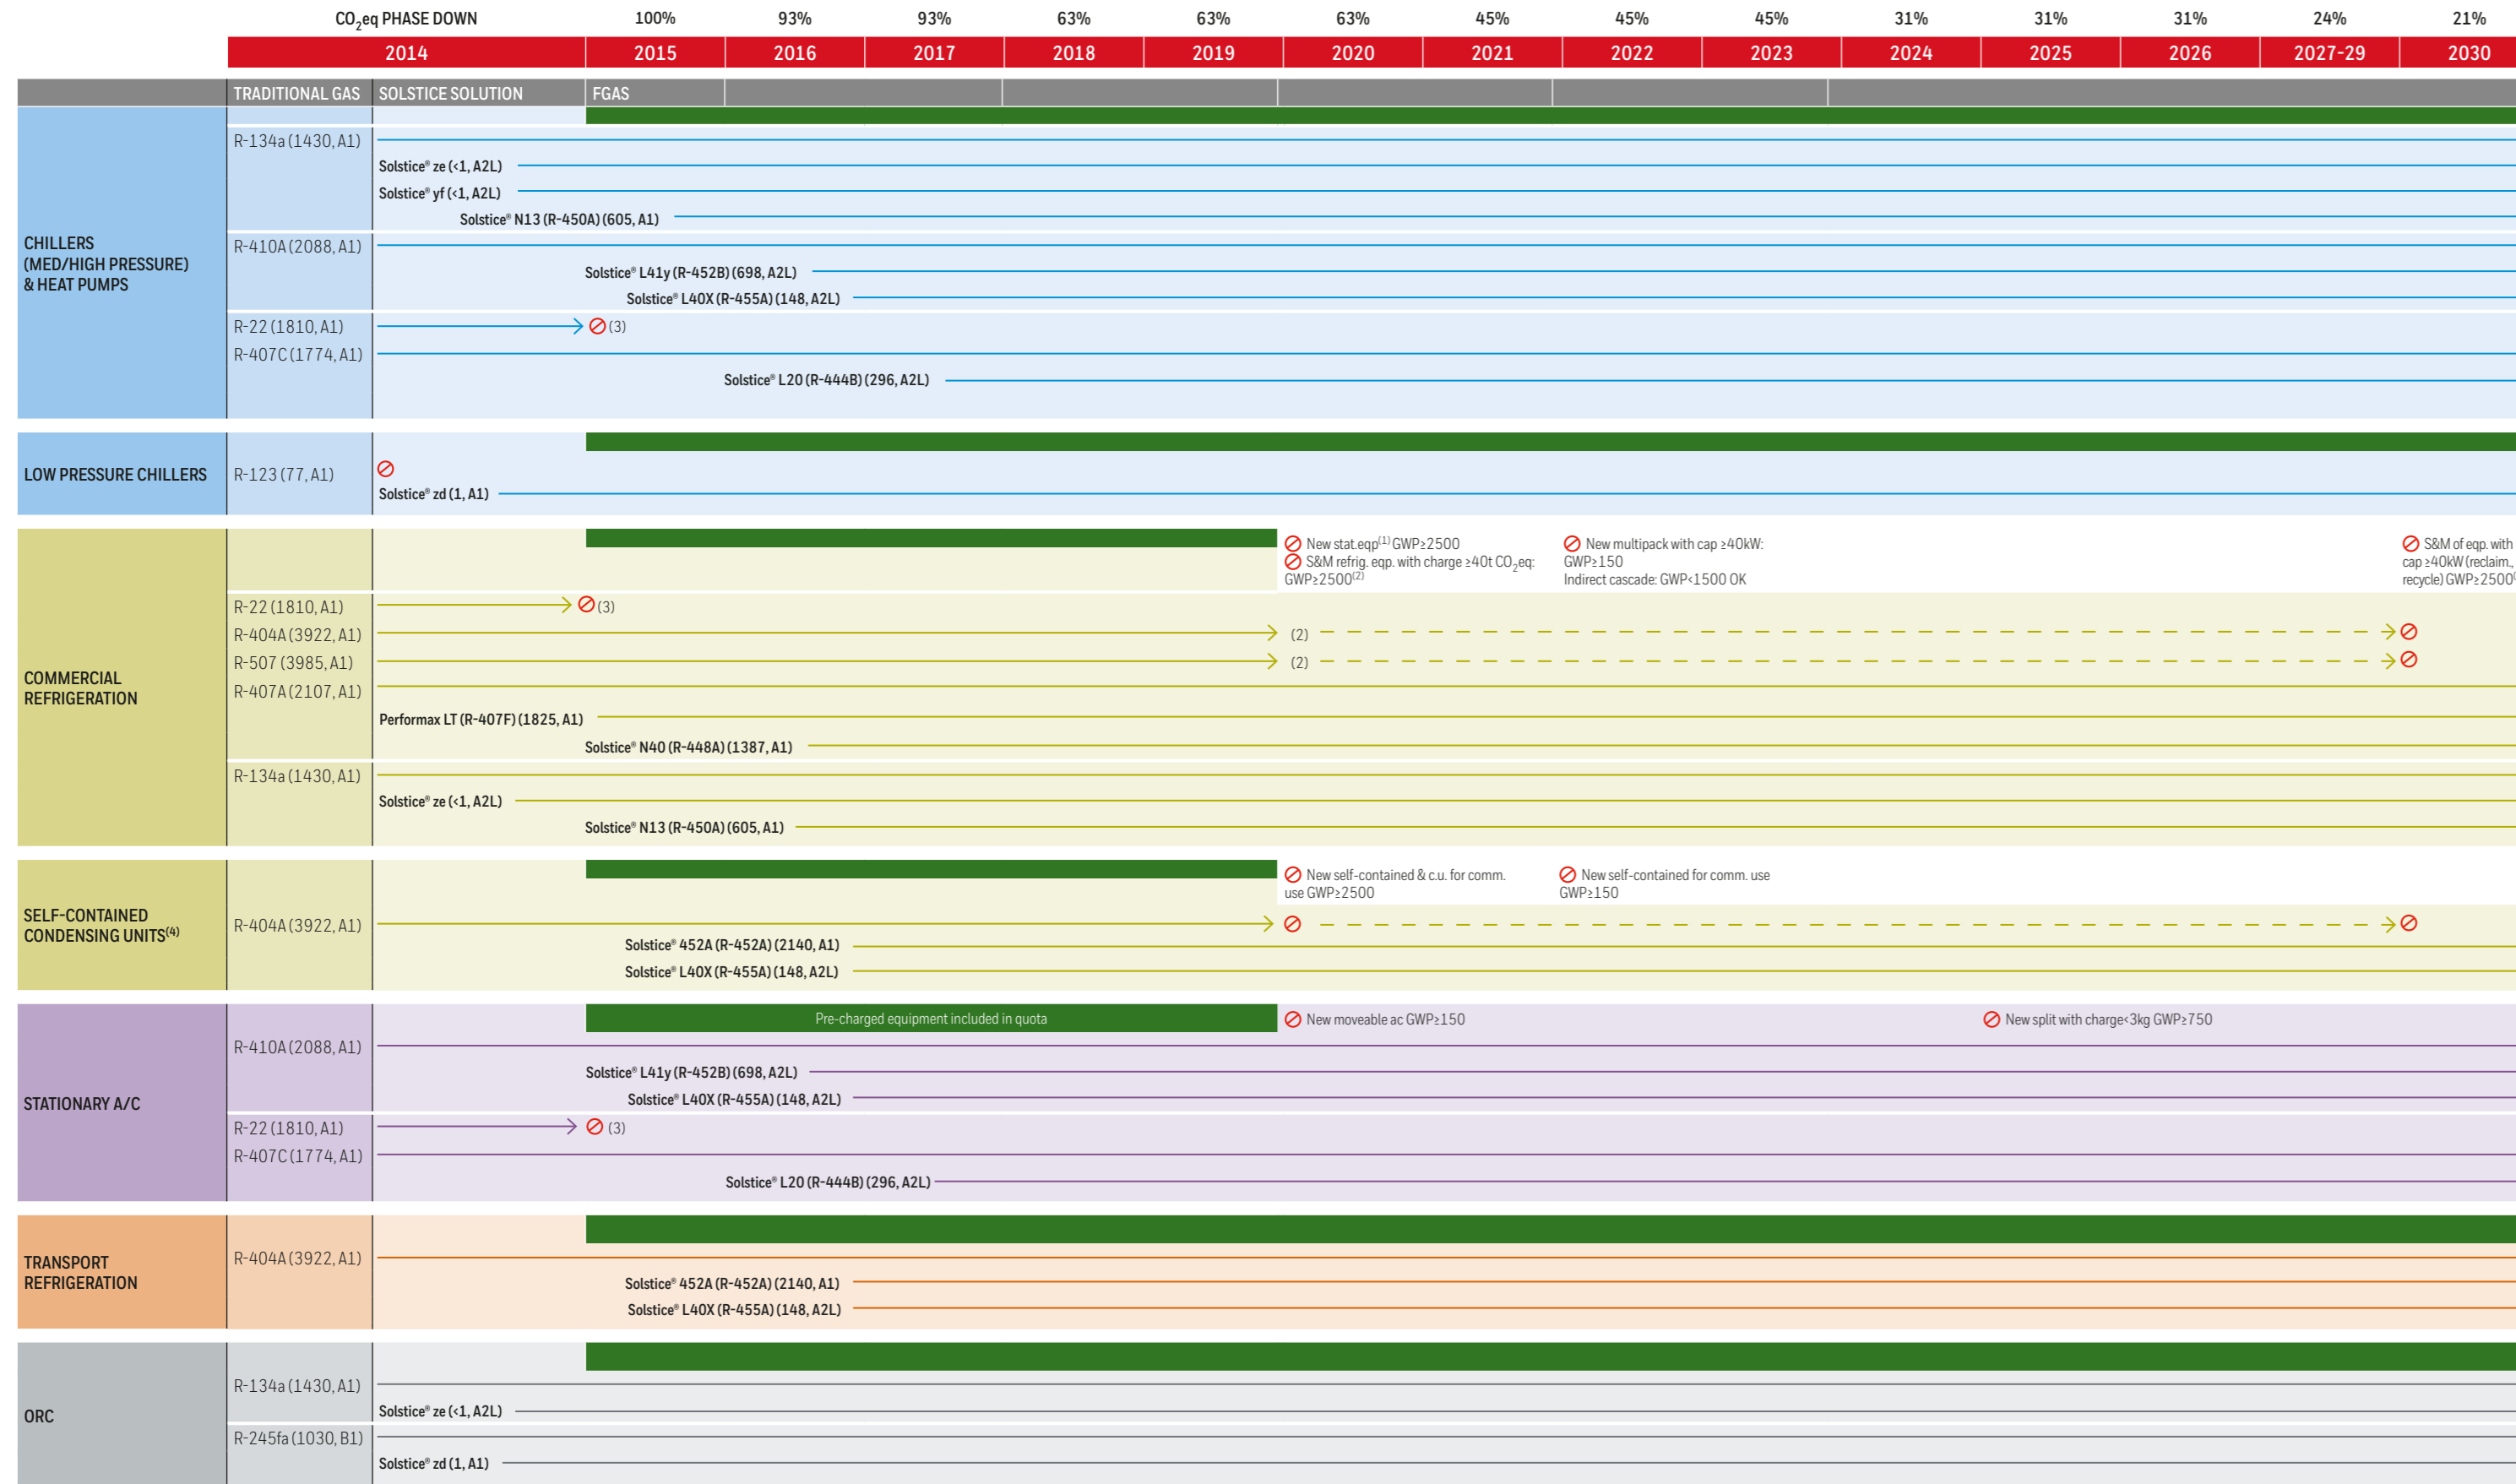 CO2eq PHASE DOWN 100% 93% 93% 63% 63% 63% 45% 45% 45% 31% 31% 31% 24% 21%
2014 2015 2016 2017 2018 2019 2020 2021 2022 2023 2024 2025 2026 2027-29 2030
TRADITIONAL GAS SOLSTICE SOLUTION FGAS
CHILLERS
(MED/HIGH PRESSURE)
& HEAT PUMPS
R-134a (1430, A1)
Solstice® ze (<1, A2L)
Solstice® yf (<1, A2L)
Solstice® N13 (R-450A) (605, A1)
R-410A (2088, A1)
Solstice® L41y (R-452B) (698, A2L)
Solstice® L40X (R-455A) (148, A2L)
R-22 (1810, A1) (3)
R-407C (1774, A1)
Solstice® L20 (R-444B) (296, A2L)
LOW PRESSURE CHILLERS
R-123 (77, A1)
Solstice® zd (1, A1)
COMMERCIAL
REFRIGERATION
New stat.eqp(1) GWP≥2500
S&M refrig. eqp. with charge ≥40t CO2eq:
GWP≥2500(2)
New multipack with cap ≥40kW:
GWP≥150
Indirect cascade: GWP<1500 OK
S&M of eqp. with
cap ≥40kW (reclaim.,
recycle) GWP≥2500(
R-22 (1810, A1) (3)
R-404A (3922, A1) (2)
R-507 (3985, A1) (2)
R-407A (2107, A1)
Performax LT (R-407F) (1825, A1)
Solstice® N40 (R-448A) (1387, A1)
R-134a (1430, A1)
Solstice® ze (<1, A2L)
Solstice® N13 (R-450A) (605, A1)
SELF-CONTAINED
CONDENSING UNITS(4)
New self-contained & c.u. for comm.
use GWP≥2500
New self-contained for comm. use
GWP≥150
R-404A (3922, A1)
Solstice® 452A (R-452A) (2140, A1)
Solstice® L40X (R-455A) (148, A2L)
STATIONARY A/C
Pre-charged equipment included in quota
New moveable ac GWP≥150
New split with charge<3kg GWP≥750
R-410A (2088, A1)
Solstice® L41y (R-452B) (698, A2L)
Solstice® L40X (R-455A) (148, A2L)
R-22 (1810, A1) (3)
R-407C (1774, A1)
Solstice® L20 (R-444B) (296, A2L)
TRANSPORT
REFRIGERATION
R-404A (3922, A1)
Solstice® 452A (R-452A) (2140, A1)
Solstice® L40X (R-455A) (148, A2L)
ORC
R-134a (1430, A1)
Solstice® ze (<1, A2L)
R-245fa (1030, B1)
Solstice® zd (1, A1)